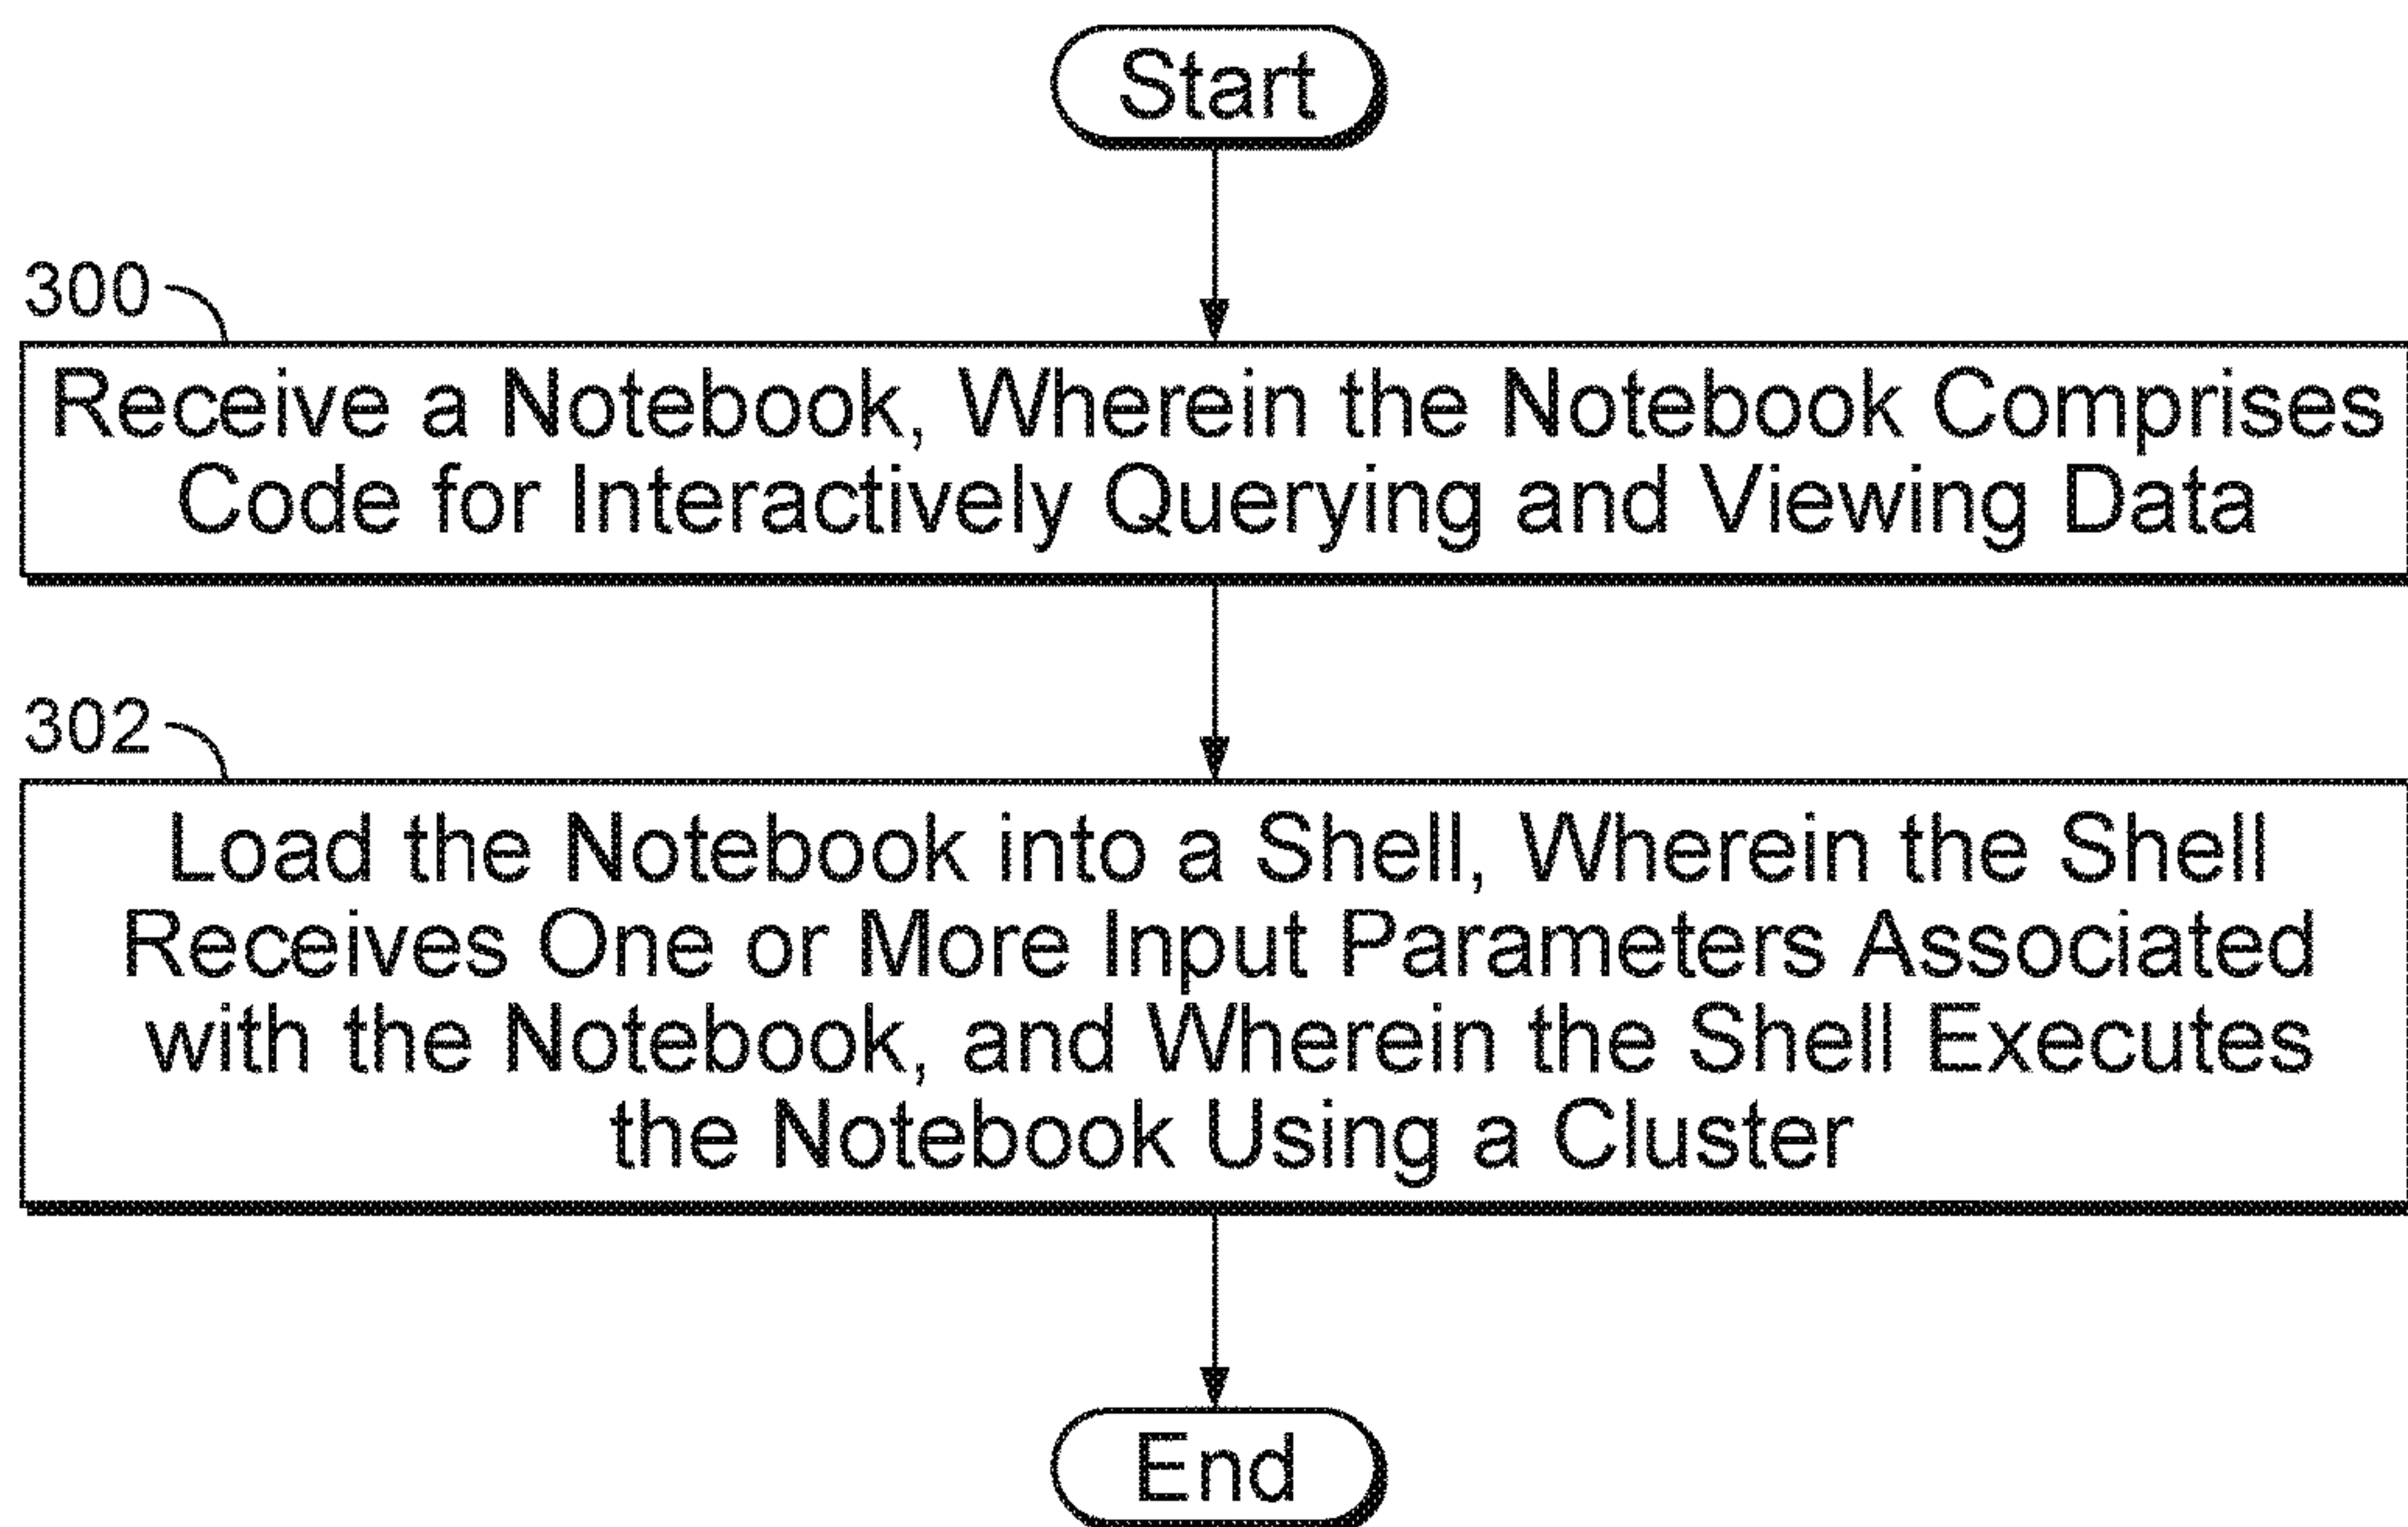 Start
300
Receive a Notebook, Wherein the Notebook Comprises
Code for Interactively Querying and Viewing Data
302
Load the Notebook into a Shell, Wherein the Shell
Receives One or More Input Parameters Associated
with the Notebook, and Wherein the Shell Executes
the Notebook Using a Cluster
End